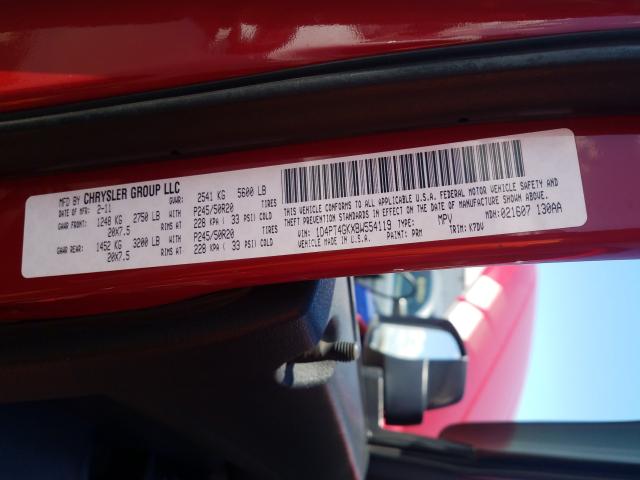 MFD BY CHRYSLER GROUP LLC
DATE OF MFR: 2-11 GVWR: 2541 KG 5600 LB
GAWR FRONT: 1248 KG 2750 LB WITH P245/50R20 TIRES
20X7.5 RIMS AT 228 KPA ( 33 PSI) COLD
GAWR REAR: 1452 KG 3200 LB WITH P245/50R20 TIRES
20X7.5 RIMS AT 228 KPA ( 33 PSI) COLD
THIS VEHICLE CONFORMS TO ALL APPLICABLE U.S.A. FEDERAL MOTOR VEHICLE SAFETY AND
THEFT PREVENTION STANDARDS IN EFFECT ON THE DATE OF MANUFACTURE SHOWN ABOVE.
VEHICLE MADE IN U.S.A. MDH: 021607 130AA
VIN: 1D4PT4GKXBW554119 TYPE: MPV
PAINT: PRM TRIM: K7DV